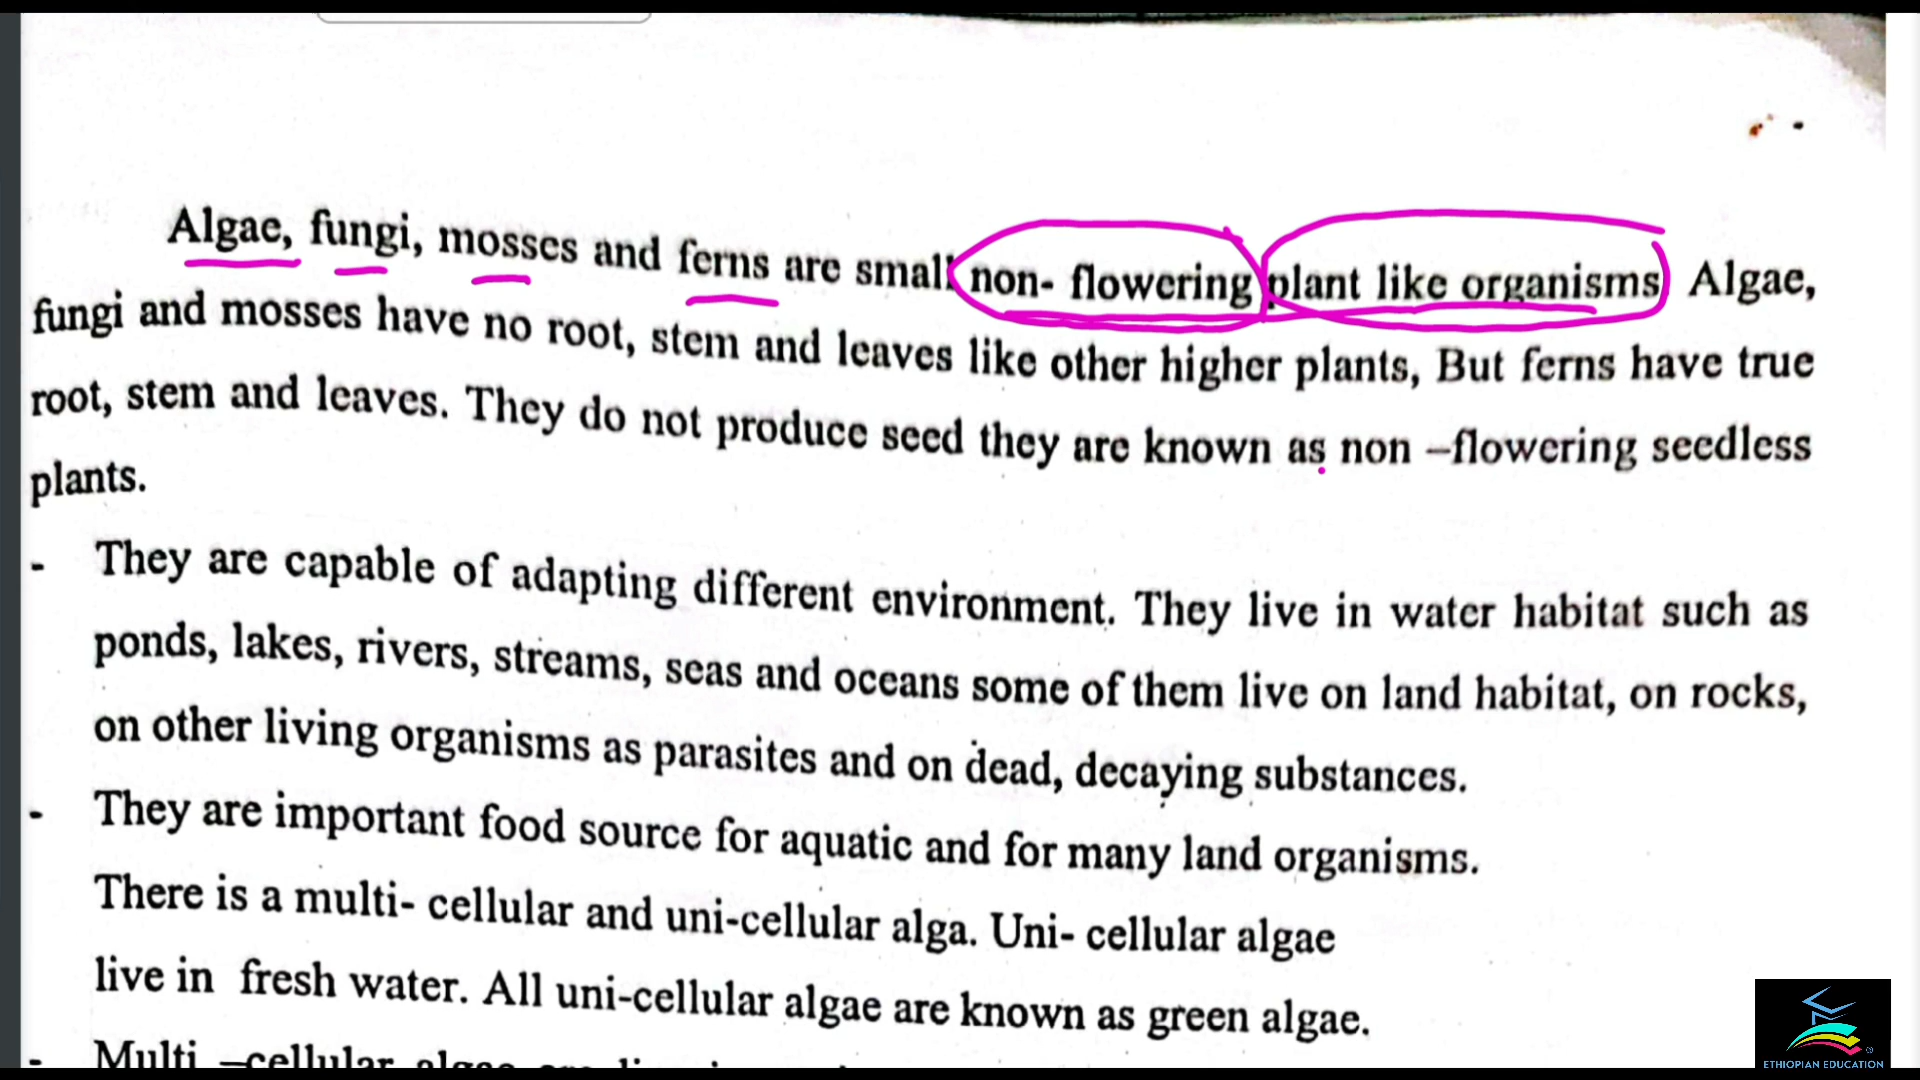 Algae, fungi, mosses and ferns are small non- flowering plant like organisms Algae,
fungi and mosses have no root, stem and leaves like other higher plants, But ferns have true
root, stem and leaves. They do not produce seed they are known as non –flowering seedless
plants.
- They are capable of adapting different environment. They live in water habitat such as
ponds, lakes, rivers, streams, seas and oceans some of them live on land habitat, on rocks,
on other living organisms as parasites and on dead, decaying substances.
- They are important food source for aquatic and for many land organisms.
There is a multi- cellular and uni-cellular alga. Uni- cellular algae
live in fresh water. All uni-cellular algae are known as green algae.
- Multi –cellular algae
ETHIOPIAN EDUCATION